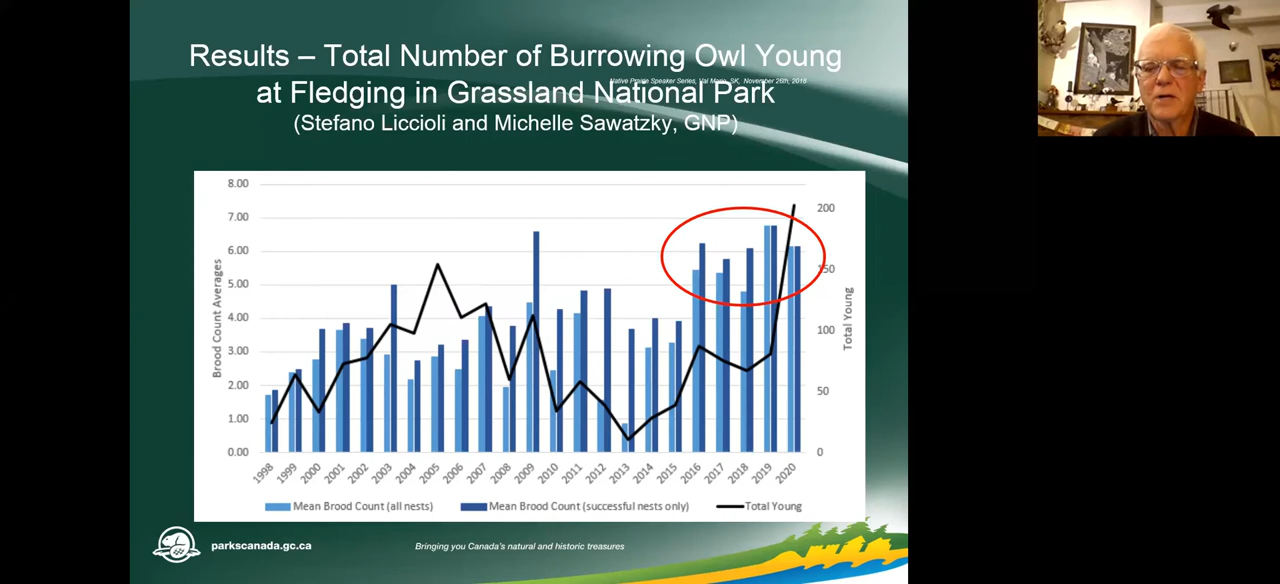 Results – Total Number of Burrowing Owl Young
Native Prairie Speaker Series, Val Marie, SK, November 26th, 2016
at Fledging in Grassland National Park
(Stefano Liccioli and Michelle Sawatzky, GNP)
8.00
7.00
6.00
5.00
4.00
3.00
2.00
1.00
0.00
Brood Count Averages
200
150
100
50
0
Total Young
1998 1999 2000 2001 2002 2003 2004 2005 2006 2007 2008 2009 2010 2011 2012 2013 2014 2015 2016 2017 2018 2019 2020
Mean Brood Count (all nests) Mean Brood Count (successful nests only) Total Young
parkscanada.gc.ca
Bringing you Canada's natural and historic treasures